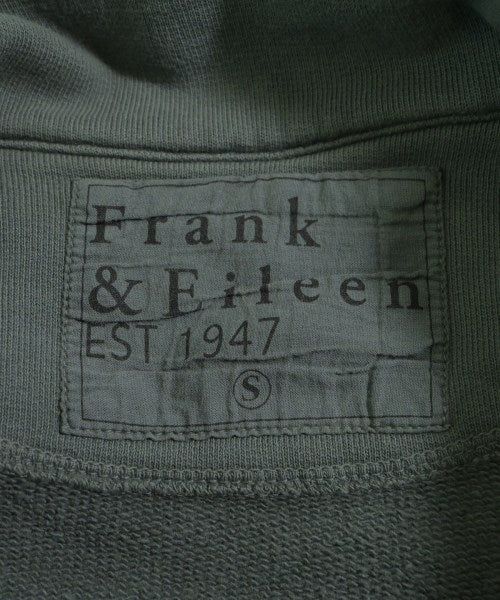 Frank
& Eileen
EST 1947
S